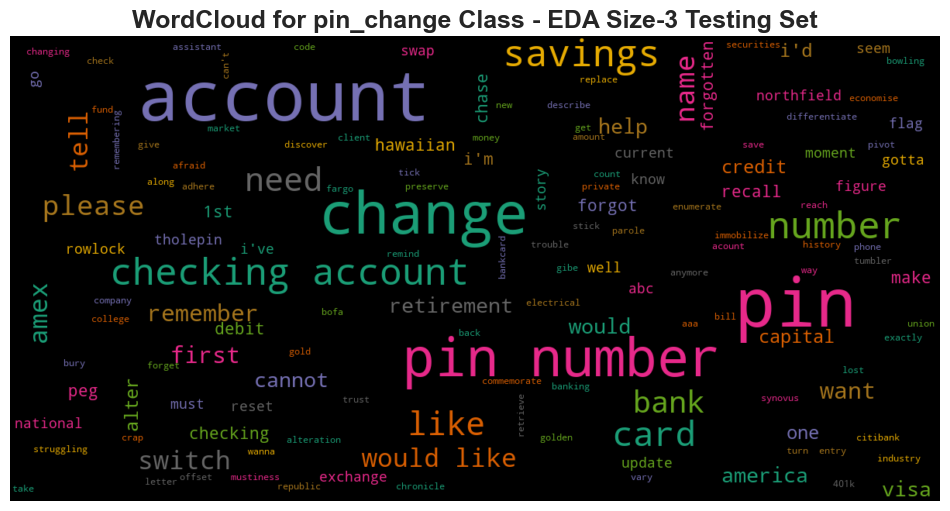 WordCloud for pin_change Class - EDA Size-3 Testing Set
changing
assistant
code
swap
savings
securities
i'd
seem
check
can't
go
account
chase
replace
name
forgotten
bowling
northfield
economise
new
describe
tell
fund
remembering
market
client
money
get
amount
help
differentiate
flag
give
discover
hawaiian
i'm
current
save
moment
pivot
gotta
afraid
along
adhere
need
fargo
tick
preserve
story
count
private
know
credit
recall
reach
figure
please
1st
change
forgot
enumerate
number
rowlock
tholepin
i've
remind
bankcard
stick
parole
trouble
immobilize
acount
history
phone
tumbler
checking account
gibe
well
anymore
way
make
amex
company
college
remember
debit
bofa
retirement
electrical
abc
would
aaa
bill
pin
capital
union
exactly
first
gold
back
pin number
bury
forget
peg
cannot
commemorate
banking
lost
national
alter
must
reset
trust
like
retrieve
bank
synovus
want
struggling
crap
checking
wanna
alteration
golden
card
one
citibank
turn
entry
switch
would like
update
industry
letter
offset
mustiness
exchange
vary
america
401k
visa
take
republic
chronicle